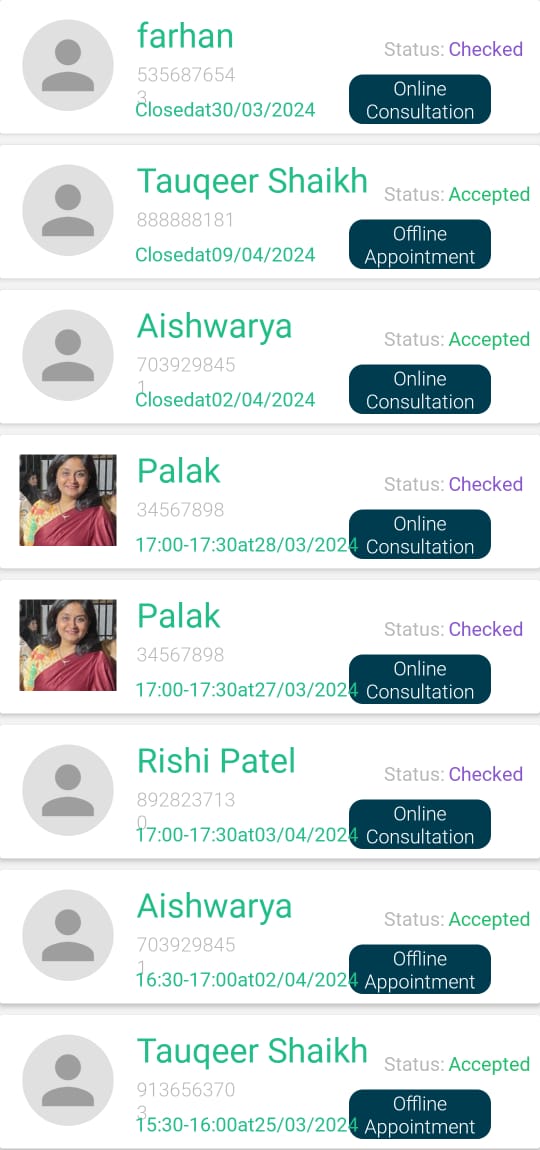 farhan
Status: Checked
535687654
3
Closedat30/03/2024
Online
Consultation
Tauqeer Shaikh
Status: Accepted
888888181
Closedat09/04/2024
Offline
Appointment
Aishwarya
Status: Accepted
703929845
1
Closedat02/04/2024
Online
Consultation
Palak
Status: Checked
34567898
17:00-17:30at28/03/2024
Online
Consultation
Palak
Status: Checked
34567898
17:00-17:30at27/03/2024
Online
Consultation
Rishi Patel
Status: Checked
892823713
0
17:00-17:30at03/04/2024
Online
Consultation
Aishwarya
Status: Accepted
703929845
1
16:30-17:00at02/04/2024
Offline
Appointment
Tauqeer Shaikh
Status: Accepted
913656370
3
15:30-16:00at25/03/2024
Offline
Appointment